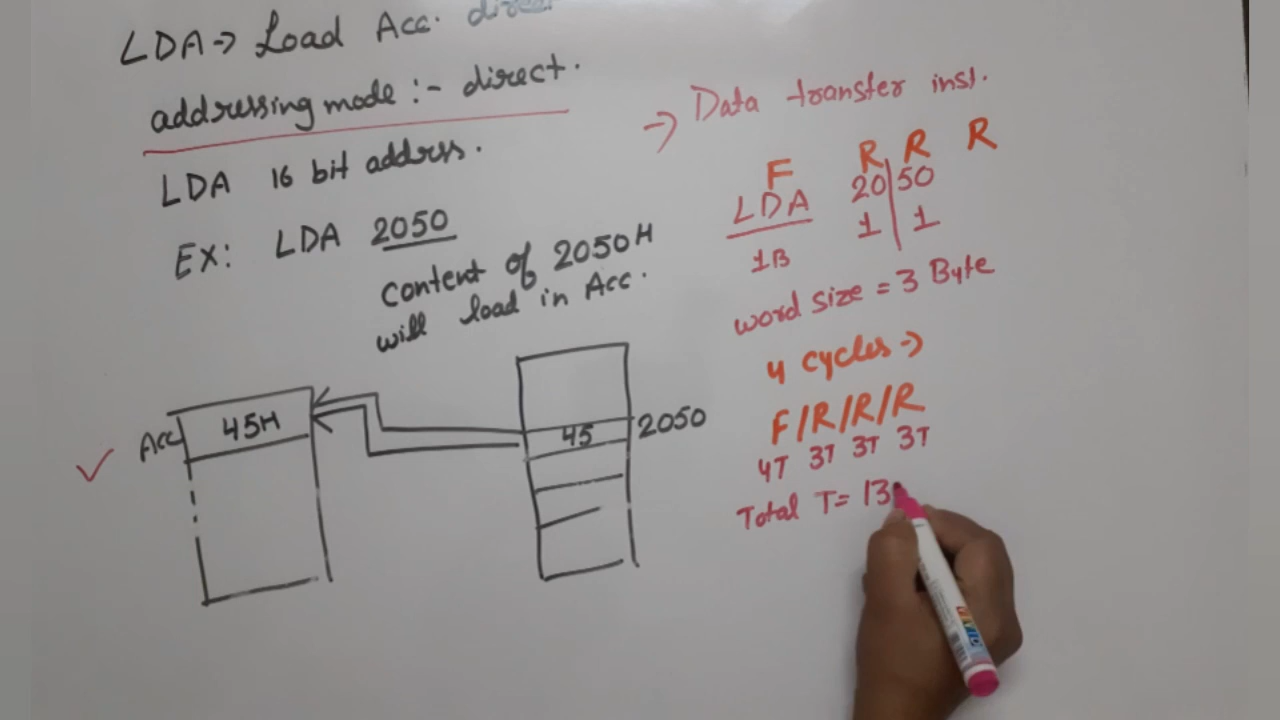 LDA → Load Acc. direct
addressing mode :- direct.
LDA 16 bit address.
EX: LDA 2050
content of 2050H
will load in Acc.
Acc 45H
45 2050
→ Data transfer inst.
F R R R
LDA 20 | 50
1B 1 | 1
word size = 3 Byte
4 cycles →
F/R/R/R
4T 3T 3T 3T
Total T= 13